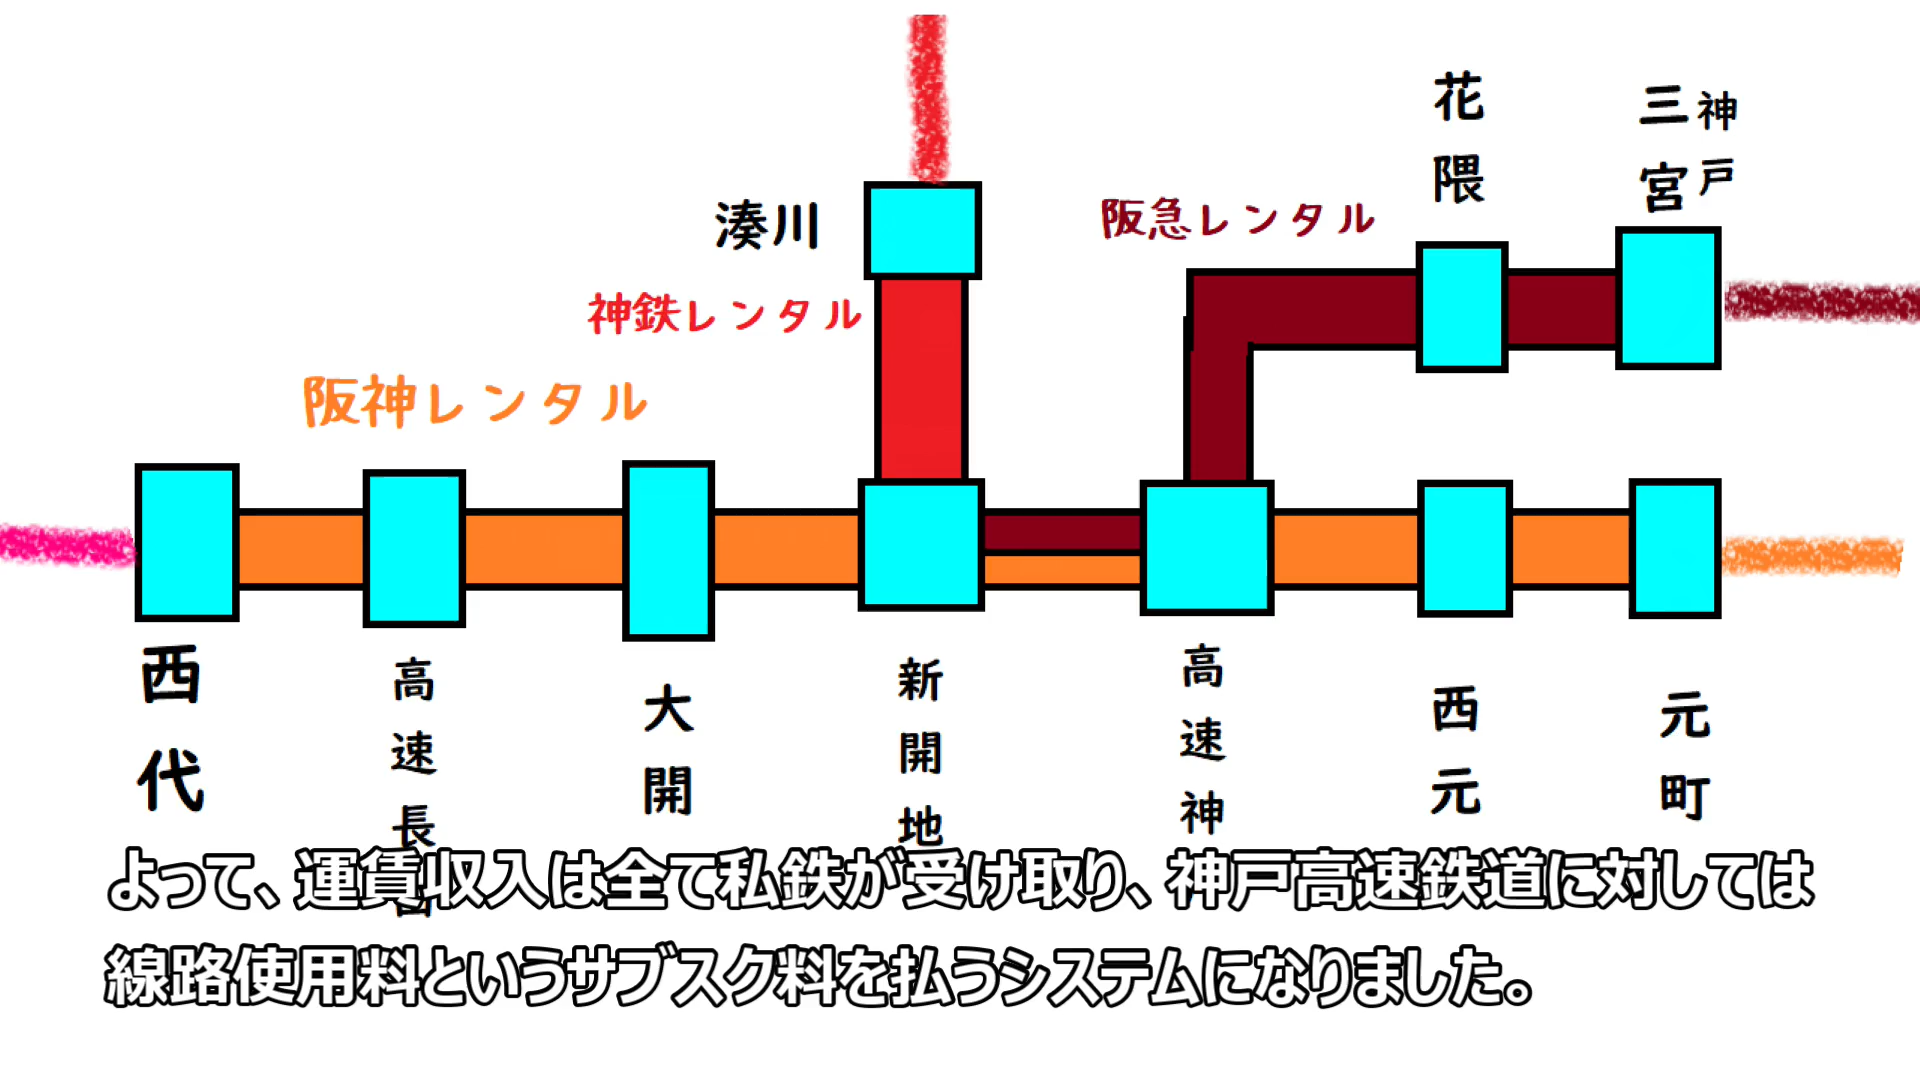 花隈
神戸
三宮
湊川
阪急レンタル
神鉄レンタル
阪神レンタル
西代
高速長田
大開
新開地
高速神
西元
元町
よって、運賃収入は全て私鉄が受け取り、神戸高速鉄道に対しては
線路使用料というサブスク料を払うシステムになりました。